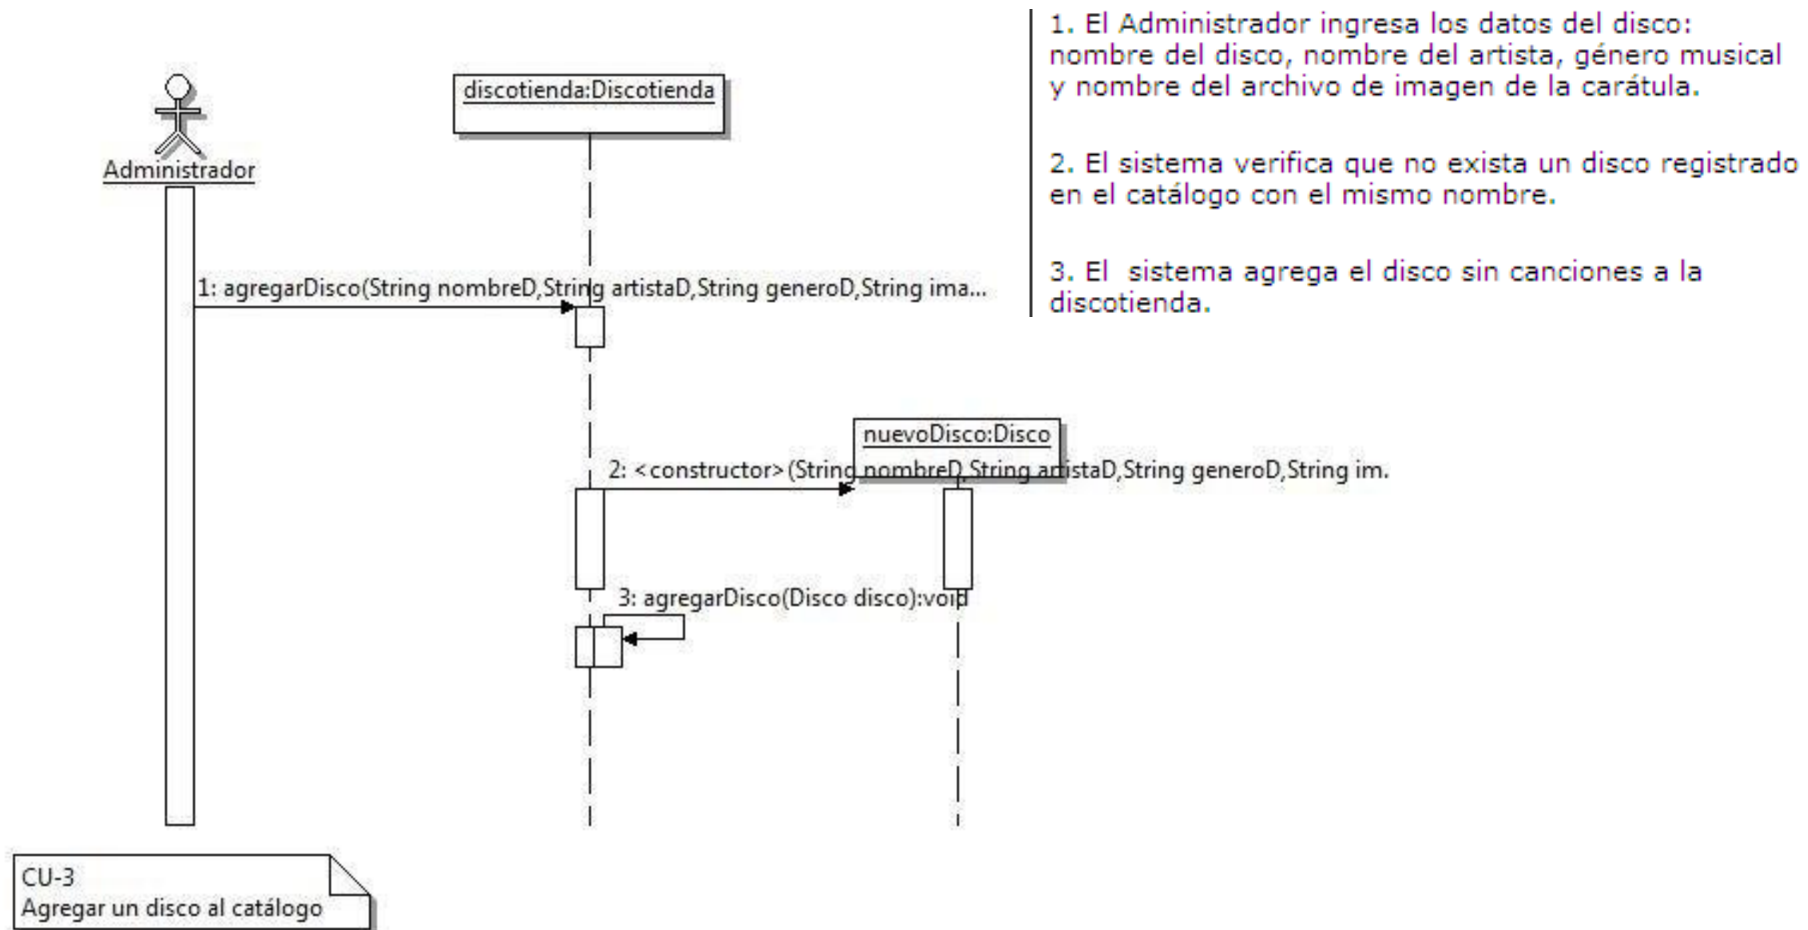 1. El Administrador ingresa los datos del disco:
nombre del disco, nombre del artista, género musical
y nombre del archivo de imagen de la carátula.
2. El sistema verifica que no exista un disco registrado
en el catálogo con el mismo nombre.
3. El sistema agrega el disco sin canciones a la
discotienda.
discotienda:Discotienda
Administrador
1: agregarDisco(String nombreD,String artistaD,String generoD,String ima...
nuevoDisco:Disco
2: <constructor>(String nombreD,String artistaD,String generoD,String im.
3: agregarDisco(Disco disco):void
CU-3
Agregar un disco al catálogo